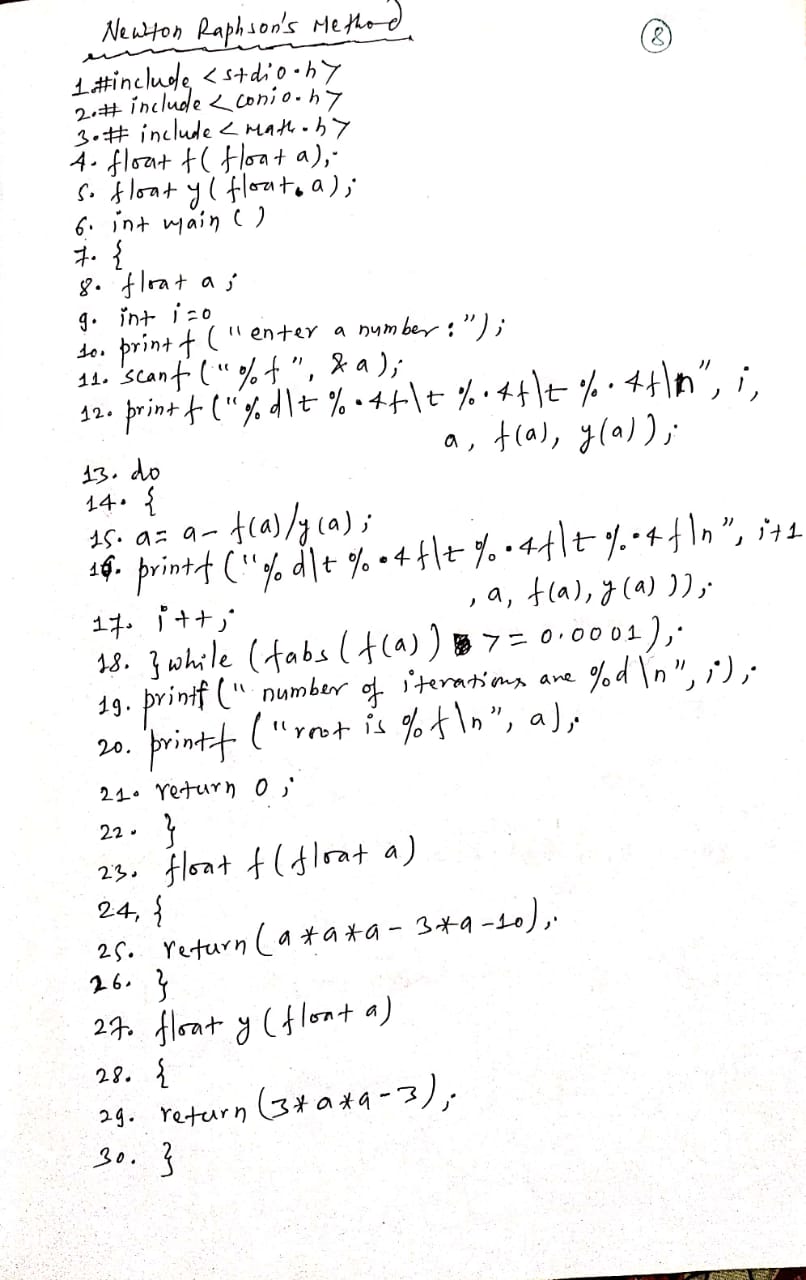 Newton Raphson's Method
8
1.#include <stdio.h>
2.# include <conio.h>
3.# include <math.h>
4. float f( float a);
5. float y( float a);
6. int main ( )
7. {
8. float a ;
9. int i=0
10. printf ("enter a number:");
11. scanf ("%f", &a);
12. printf ("%d\t %.4f\t %.4f\t %.4f\n", i,
a, f(a), y(a));
13. do
14. {
15. a= a- f(a)/y(a);
16. printf ("%d\t %.4f\t %.4f\t %.4f\n", i+1
, a, f(a), y(a) ));
17. i++;
18. } while (fabs(f(a)) >= 0.0001);
19. printf (" number of iterations are %d\n", i);
20. printf ("root is %f\n", a);
21. return 0 ;
22. }
23. float f(float a)
24, {
25. return (a*a*a - 3*a-10);
26. }
27. float y (float a)
28. {
29. return (3*a*a-3);
30. }